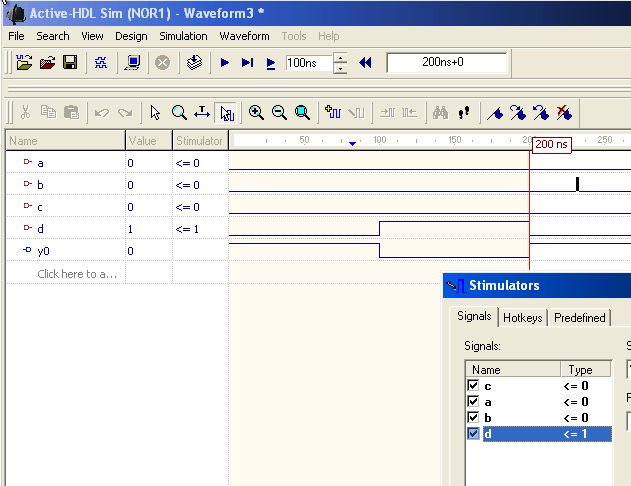 Active-HDL Sim (NOR1) - Waveform3 *
File Search View Design Simulation Waveform Tools Help
100ns 200ns+0
Name Value Stimulator 50 100 150 200 250
200 ns
a 0 <= 0
b 0 <= 0
c 0 <= 0
d 1 <= 1
y0 0
Click here to a...
Stimulators
Signals Hotkeys Predefined
Signals:
Name Type
c <= 0
a <= 0
b <= 0
d <= 1